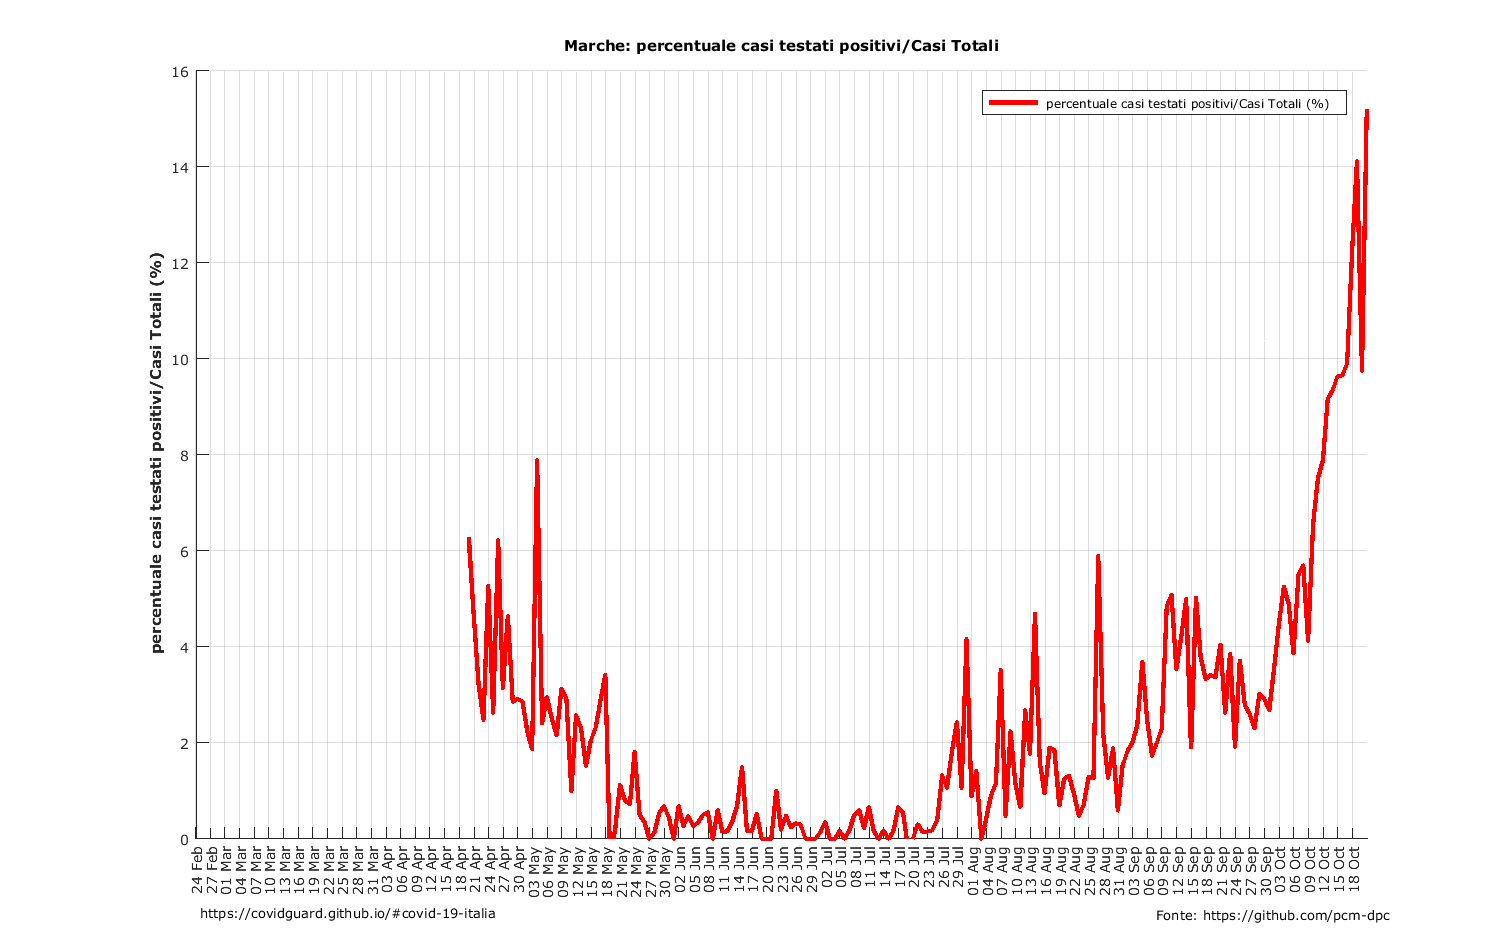 Marche: percentuale casi testati positivi/Casi Totali
percentuale casi testati positivi/Casi Totali (%)
percentuale casi testati positivi/Casi Totali (%)
16
14
12
10
8
6
4
2
0
24 Feb
27 Feb
01 Mar
04 Mar
07 Mar
10 Mar
13 Mar
16 Mar
19 Mar
22 Mar
25 Mar
28 Mar
31 Mar
03 Apr
06 Apr
09 Apr
12 Apr
15 Apr
18 Apr
21 Apr
24 Apr
27 Apr
30 Apr
03 May
06 May
09 May
12 May
15 May
18 May
21 May
24 May
27 May
30 May
02 Jun
05 Jun
08 Jun
11 Jun
14 Jun
17 Jun
20 Jun
23 Jun
26 Jun
29 Jun
02 Jul
05 Jul
08 Jul
11 Jul
14 Jul
17 Jul
20 Jul
23 Jul
26 Jul
29 Jul
01 Aug
04 Aug
07 Aug
10 Aug
13 Aug
16 Aug
19 Aug
22 Aug
25 Aug
28 Aug
31 Aug
03 Sep
06 Sep
09 Sep
12 Sep
15 Sep
18 Sep
21 Sep
24 Sep
27 Sep
30 Sep
03 Oct
06 Oct
09 Oct
12 Oct
15 Oct
18 Oct
https://covidguard.github.io/#covid-19-italia
Fonte: https://github.com/pcm-dpc